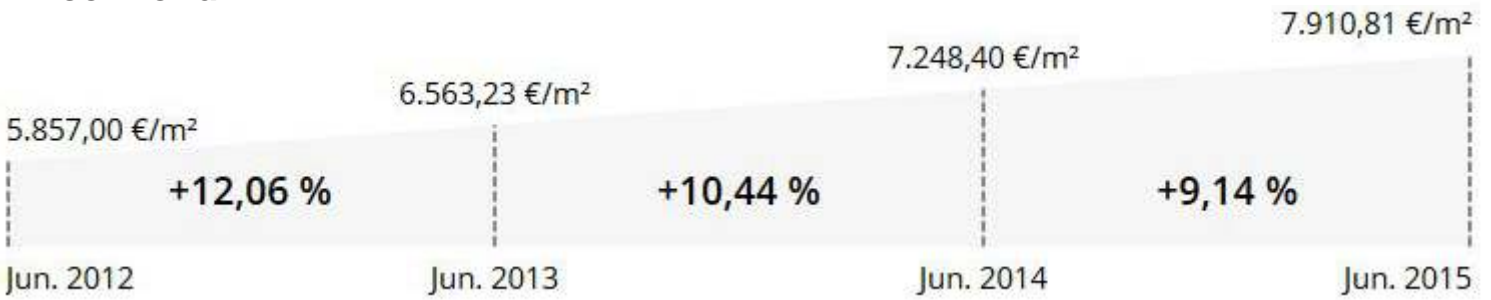 7.910,81 €/m²
7.248,40 €/m²
6.563,23 €/m²
5.857,00 €/m²
+12,06 % +10,44 % +9,14 %
Jun. 2012 Jun. 2013 Jun. 2014 Jun. 2015